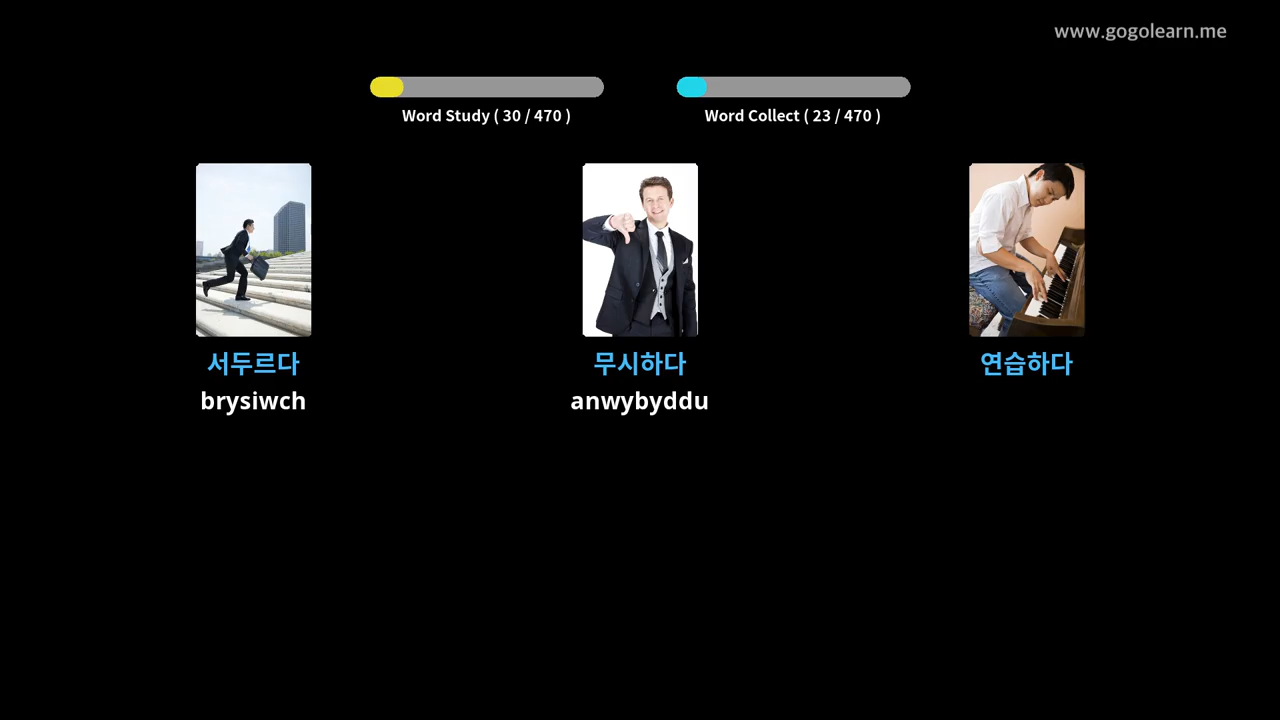 www.gogolearn.me
Word Study ( 30 / 470 )
Word Collect ( 23 / 470 )
서두르다
brysiwch
무시하다
anwybyddu
연습하다